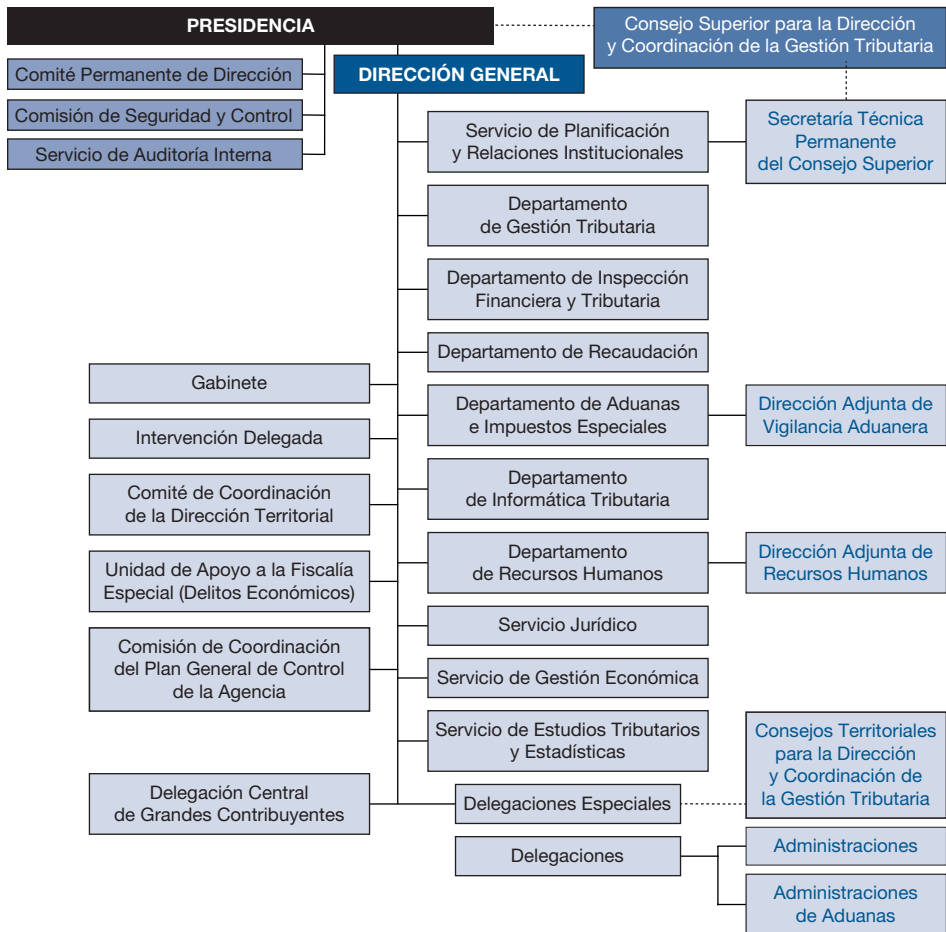 PRESIDENCIA
Consejo Superior para la Dirección
y Coordinación de la Gestión Tributaria
Comité Permanente de Dirección
DIRECCIÓN GENERAL
Comisión de Seguridad y Control
Servicio de Auditoría Interna
Servicio de Planificación
y Relaciones Institucionales
Secretaría Técnica
Permanente
del Consejo Superior
Departamento
de Gestión Tributaria
Departamento de Inspección
Financiera y Tributaria
Departamento de Recaudación
Gabinete
Departamento de Aduanas
e Impuestos Especiales
Dirección Adjunta de
Vigilancia Aduanera
Intervención Delegada
Comité de Coordinación
de la Dirección Territorial
Departamento
de Informática Tributaria
Unidad de Apoyo a la Fiscalía
Especial (Delitos Económicos)
Departamento
de Recursos Humanos
Dirección Adjunta de
Recursos Humanos
Servicio Jurídico
Comisión de Coordinación
del Plan General de Control
de la Agencia
Servicio de Gestión Económica
Servicio de Estudios Tributarios
y Estadísticas
Consejos Territoriales
para la Dirección
y Coordinación de
la Gestión Tributaria
Delegación Central
de Grandes Contribuyentes
Delegaciones Especiales
Delegaciones
Administraciones
Administraciones
de Aduanas